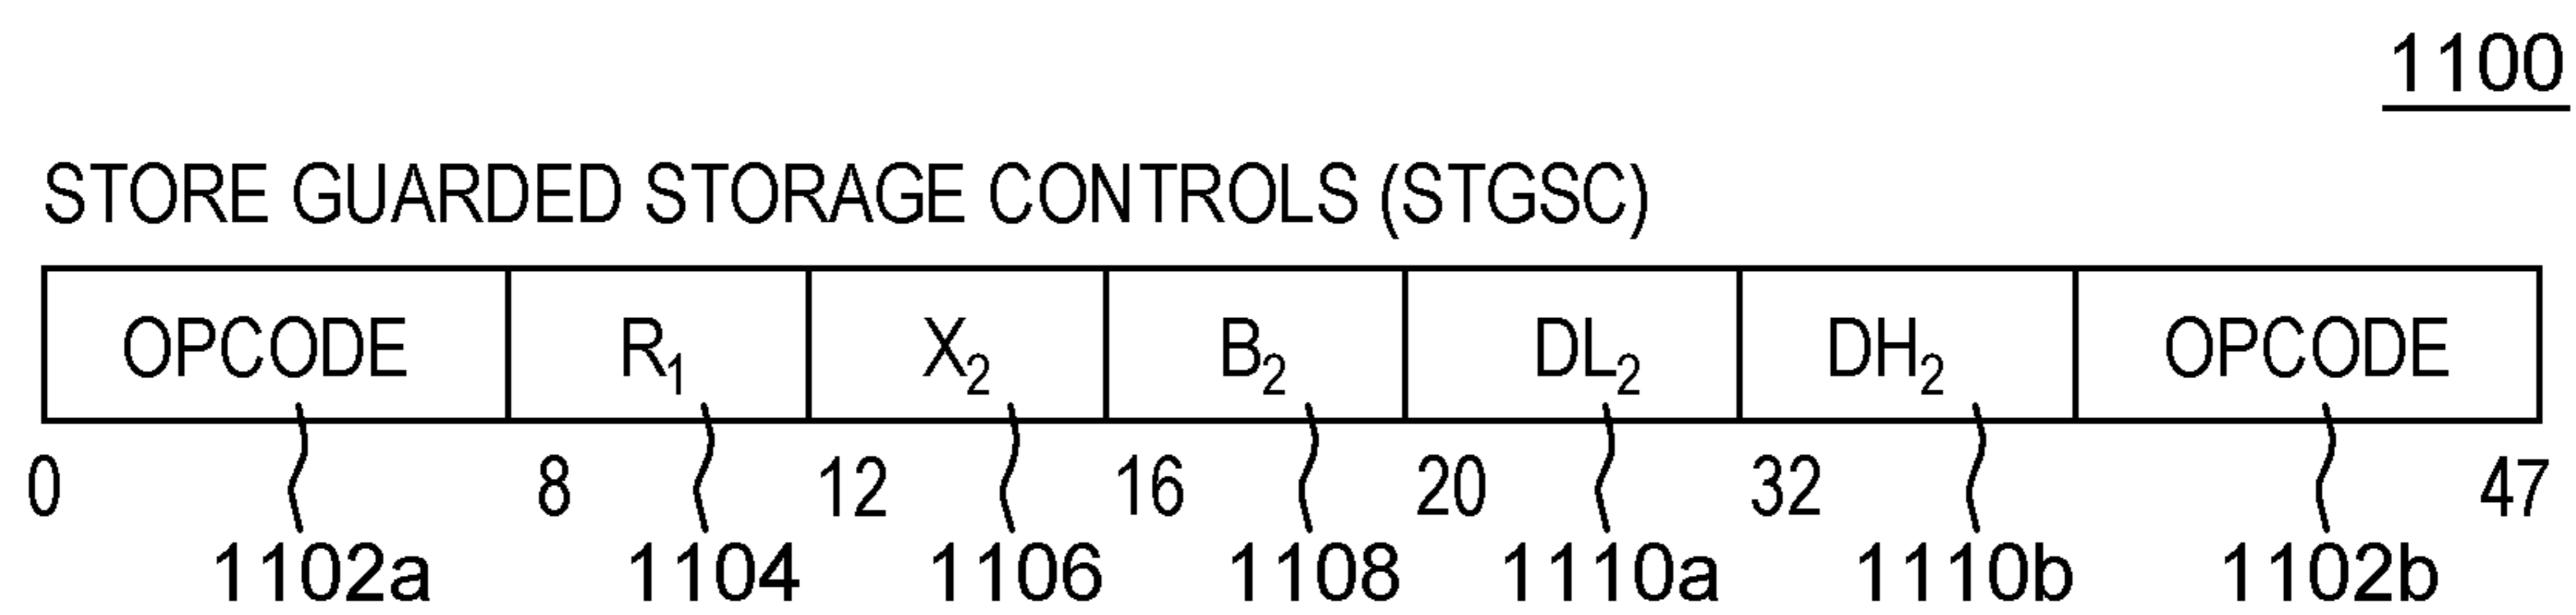 1100
STORE GUARDED STORAGE CONTROLS (STGSC)
OPCODE R₁ X₂ B₂ DL₂ DH₂ OPCODE
0 8 12 16 20 32 47
1102a 1104 1106 1108 1110a 1110b 1102b